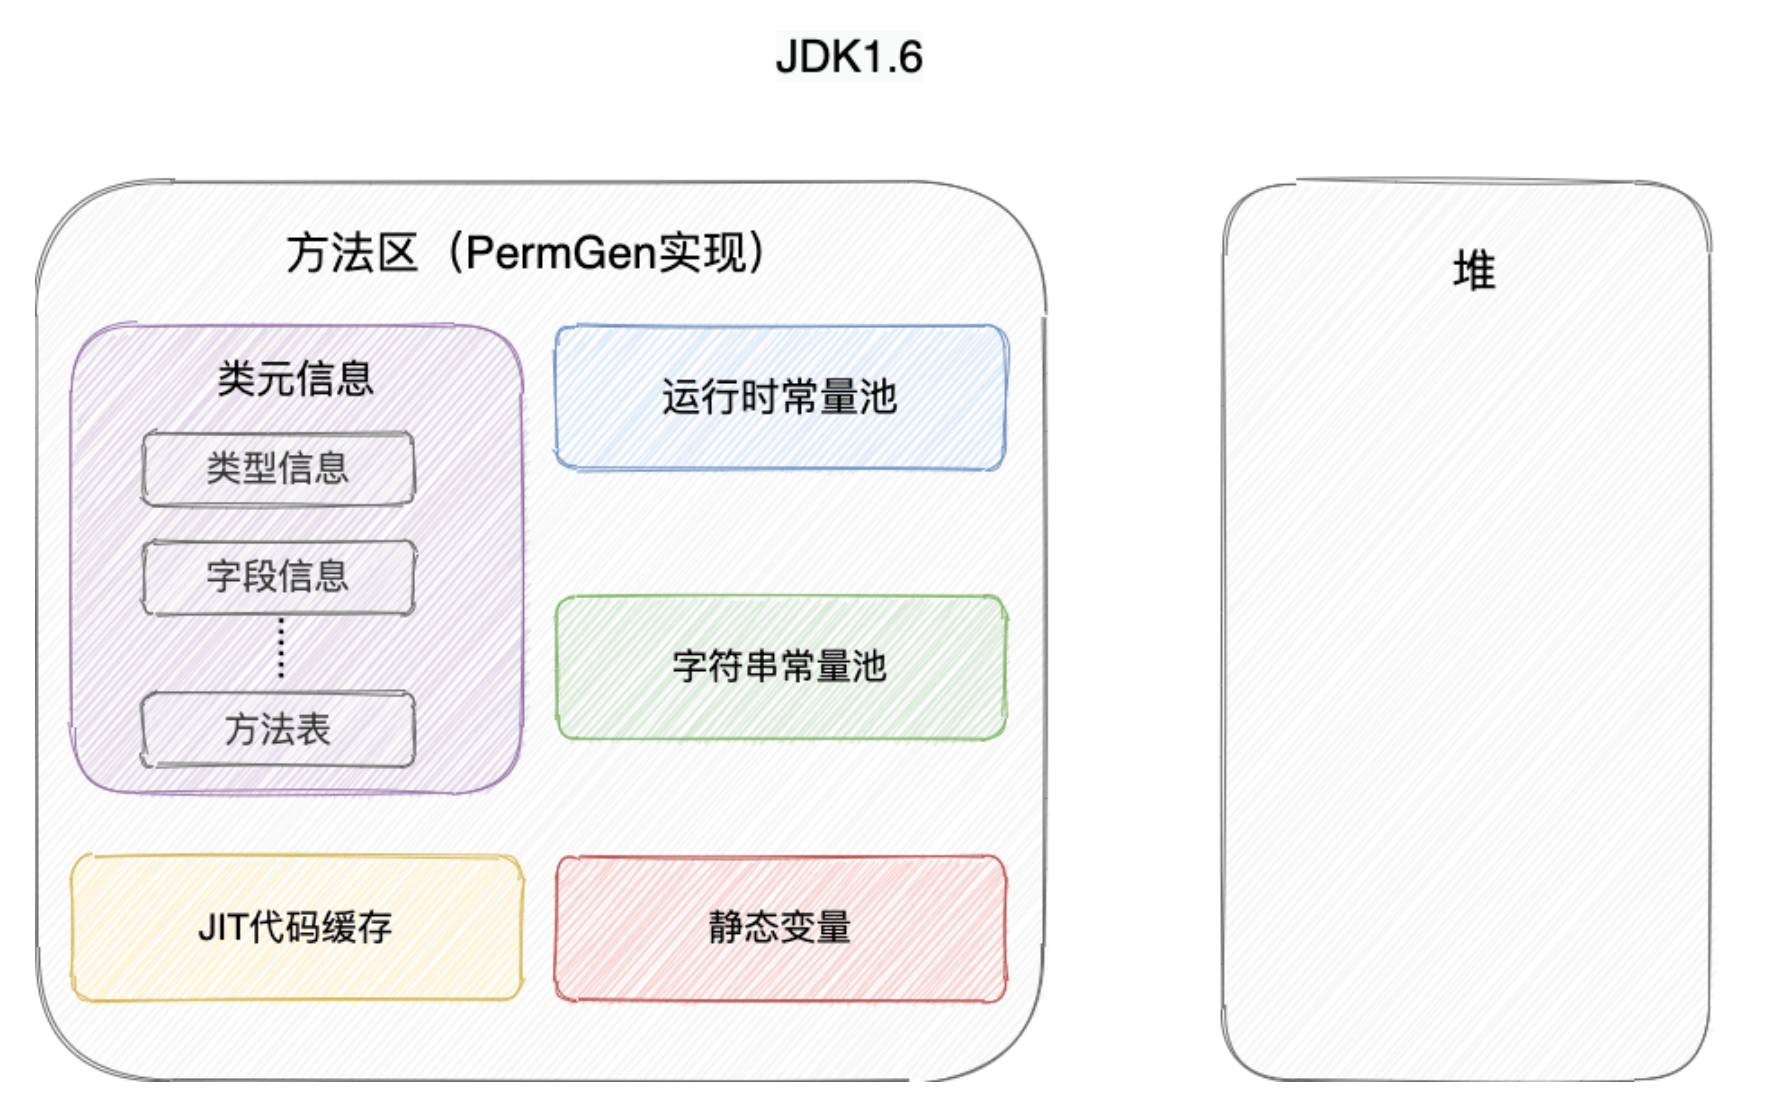 JDK1.6
方法区（PermGen实现）
类元信息
类型信息
字段信息
方法表
运行时常量池
字符串常量池
JIT代码缓存
静态变量
堆